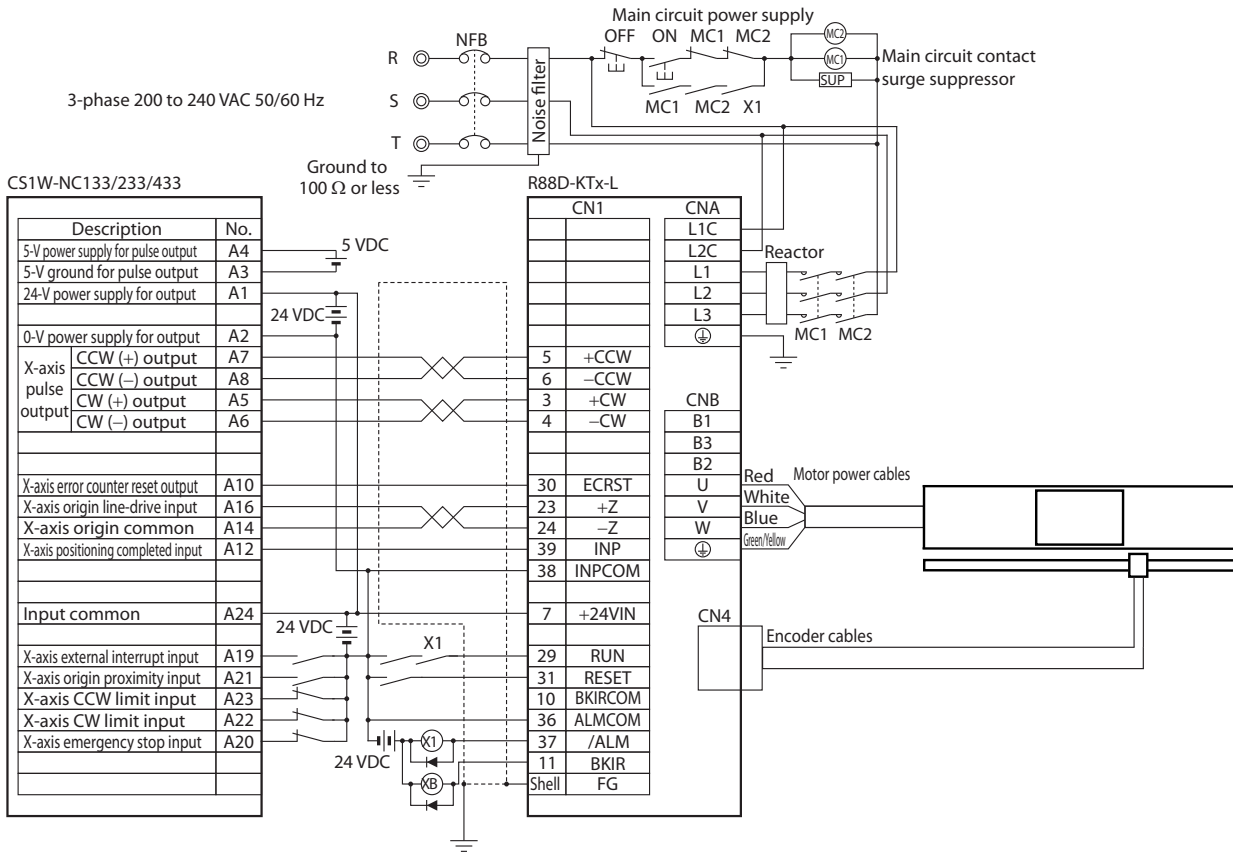 Main circuit power supply
OFF ON MC1 MC2
MC2
NFB
R
MC1
Main circuit contact
surge suppressor
SUP
Noise filter
MC1 MC2 X1
3-phase 200 to 240 VAC 50/60 Hz
S
T
Ground to
100 Ω or less
CS1W-NC133/233/433
R88D-KTx-L
CN1 CNA
Description No.
L1C
5-V power supply for pulse output A4
5 VDC
L2C
Reactor
5-V ground for pulse output A3
L1
24-V power supply for output A1
L2
24 VDC
L3
MC1 MC2
0-V power supply for output A2
X-axis
pulse
output
CCW (+) output A7
5 +CCW
CCW (−) output A8
6 −CCW
CW (+) output A5
3 +CW
CNB
CW (−) output A6
4 −CW
B1
B3
B2
X-axis error counter reset output A10
30 ECRST
U
Red
Motor power cables
X-axis origin line-drive input A16
23 +Z
V
White
X-axis origin common A14
24 −Z
W
Blue
X-axis positioning completed input A12
39 INP
Green/Yellow
38 INPCOM
Input common A24
7 +24VIN
CN4
24 VDC
X1
Encoder cables
X-axis external interrupt input A19
29 RUN
X-axis origin proximity input A21
31 RESET
X-axis CCW limit input A23
10 BKIRCOM
X-axis CW limit input A22
36 ALMCOM
X-axis emergency stop input A20
X1
37 /ALM
24 VDC
11 BKIR
XB
Shell FG